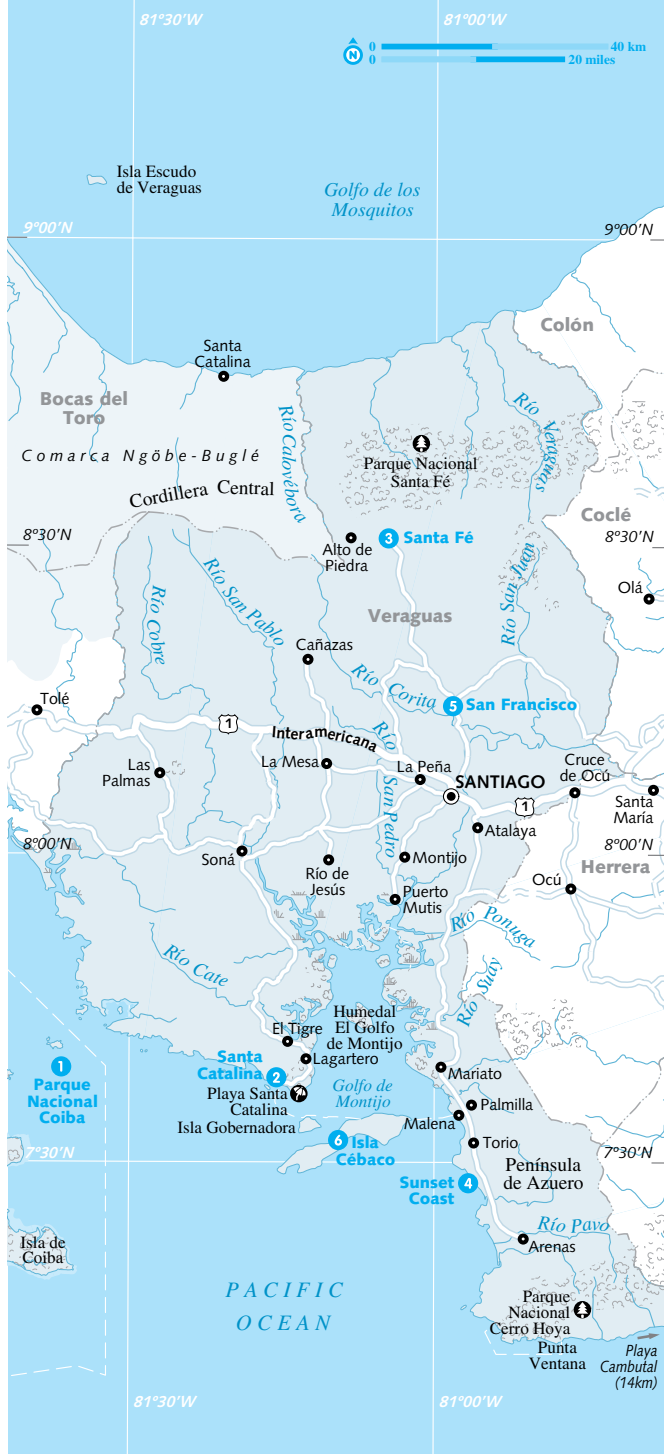 81°30'W
81°00'W
N
0
40 km
0
20 miles
Isla Escudo
de Veraguas
Golfo de los
Mosquitos
9°00'N
9°00'N
Colón
Santa
Catalina
Bocas del
Toro
Río Calovébora
Río Veraguas
Comarca Ngöbe-Buglé
Parque Nacional
Santa Fé
Cordillera Central
Coclé
8°30'N
Alto de
Piedra
3
Santa Fé
8°30'N
Río San Pablo
Río San Juan
Olá
Río Cobre
Veraguas
Cañazas
Río Corita
5
San Francisco
Tolé
1
Interamericana
Río San Pedro
Las
Palmas
La Mesa
La Peña
SANTIAGO
Cruce
de Ocú
1
Santa
María
Atalaya
8°00'N
8°00'N
Soná
Río de
Jesús
Montijo
Herrera
Ocú
Puerto
Mutis
Río Ponuga
Río Cate
Río Suay
Humedal
El Golfo
de Montijo
El Tigre
Lagartero
1
Parque
Nacional
Coiba
Santa
Catalina
2
Mariato
Playa Santa
Catalina
Golfo de
Montijo
Palmilla
Isla Gobernadora
Malena
6
Isla
Cébaco
Torio
7°30'N
7°30'N
Península
de Azuero
Sunset
Coast
4
Río Pavo
Isla de
Coiba
Arenas
PACIFIC
OCEAN
Parque
Nacional
Cerro Hoya
Punta
Ventana
Playa
Cambutal
(14km)
81°30'W
81°00'W